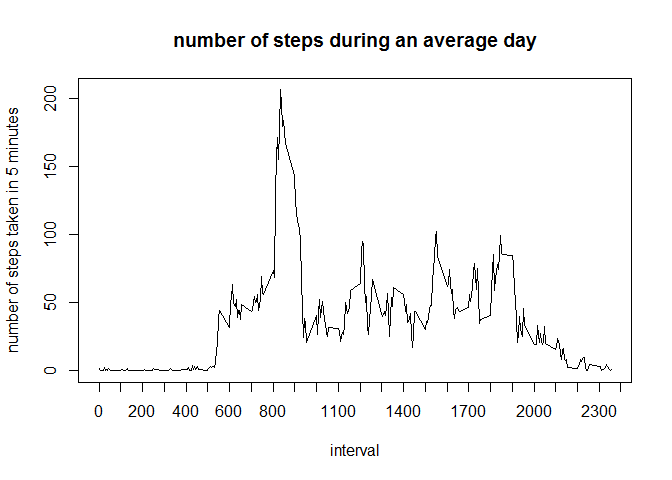 number of steps during an average day
number of steps taken in 5 minutes
200
150
100
50
0
0 200 400 600 800 1100 1400 1700 2000 2300
interval